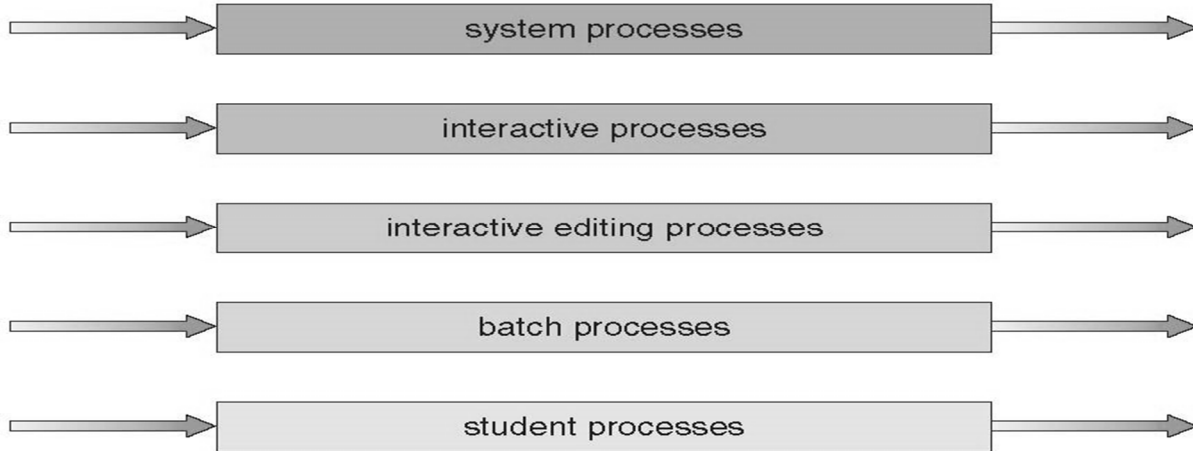 system processes
interactive processes
interactive editing processes
batch processes
student processes